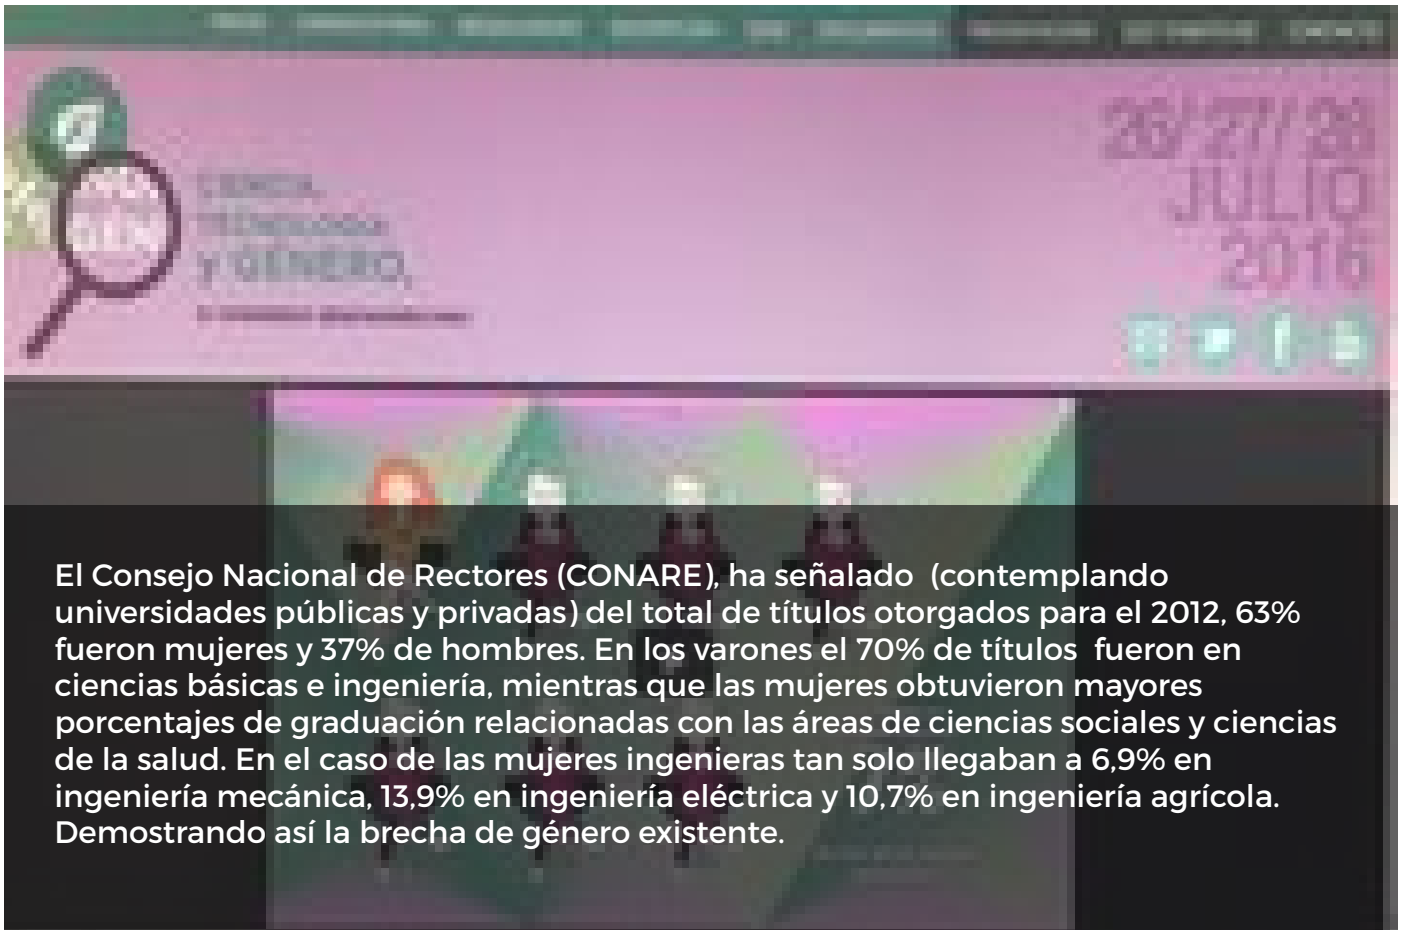 26/27/28
JULIO
2016
CIENCIA,
TECNOLOGÍA
y GÉNERO,
El Consejo Nacional de Rectores (CONARE), ha señalado (contemplando
universidades públicas y privadas) del total de títulos otorgados para el 2012, 63%
fueron mujeres y 37% de hombres. En los varones el 70% de títulos fueron en
ciencias básicas e ingeniería, mientras que las mujeres obtuvieron mayores
porcentajes de graduación relacionadas con las áreas de ciencias sociales y ciencias
de la salud. En el caso de las mujeres ingenieras tan solo llegaban a 6,9% en
ingeniería mecánica, 13,9% en ingeniería eléctrica y 10,7% en ingeniería agrícola.
Demostrando así la brecha de género existente.